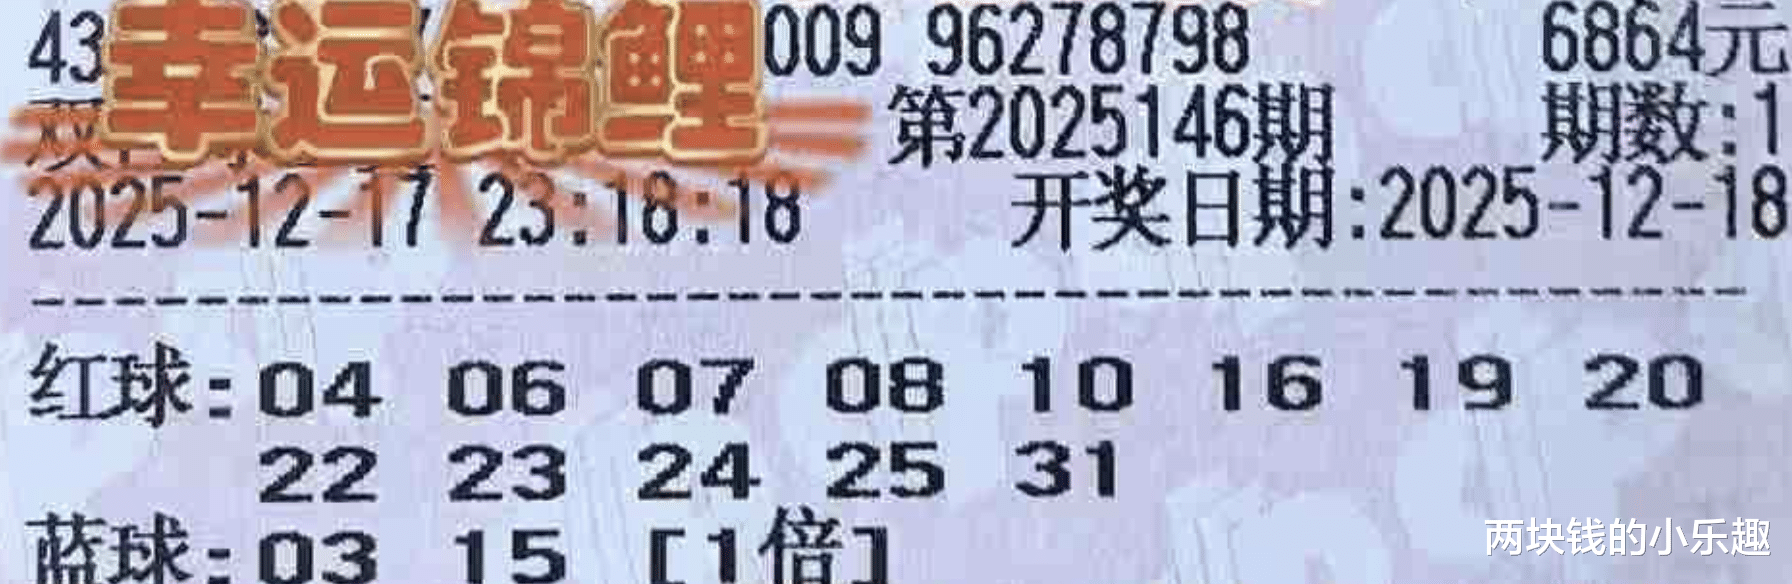 43 009 96278798 6864元
幸运锦鲤
第2025146期 期数:1
2025-12-17 23:18:18 开奖日期:2025-12-18
红球: 04 06 07 08 10 16 19 20
22 23 24 25 31
蓝球: 03 15 [1倍]
两块钱的小乐趣